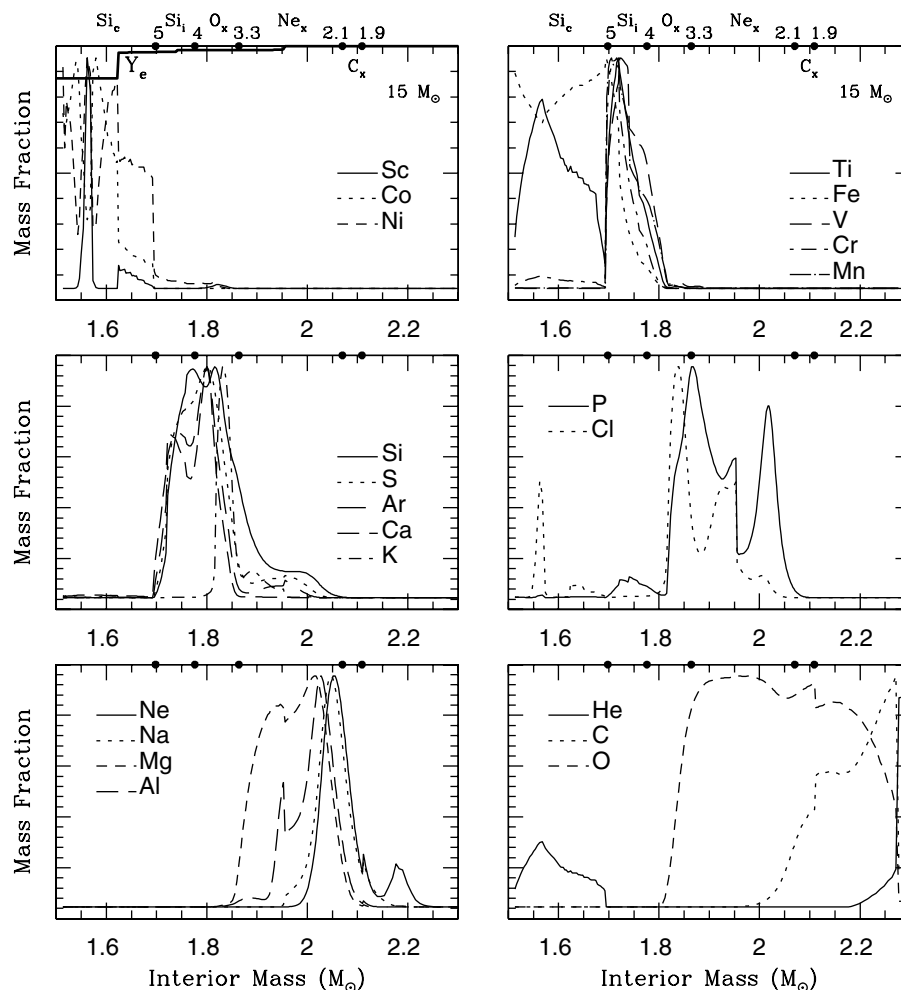 Si_c Si_i O_x Ne_x
5 4 3.3 2.1 1.9
Y_e C_x
15 M_⊙
Sc
Co
Ni
Mass Fraction
1.6 1.8 2 2.2
Si_c Si_i O_x Ne_x
5 4 3.3 2.1 1.9
C_x
15 M_⊙
Ti
Fe
V
Cr
Mn
1.6 1.8 2 2.2
Si
S
Ar
Ca
K
Mass Fraction
1.6 1.8 2 2.2
P
Cl
1.6 1.8 2 2.2
Ne
Na
Mg
Al
Mass Fraction
1.6 1.8 2 2.2
Interior Mass (M_⊙)
He
C
O
1.6 1.8 2 2.2
Interior Mass (M_⊙)